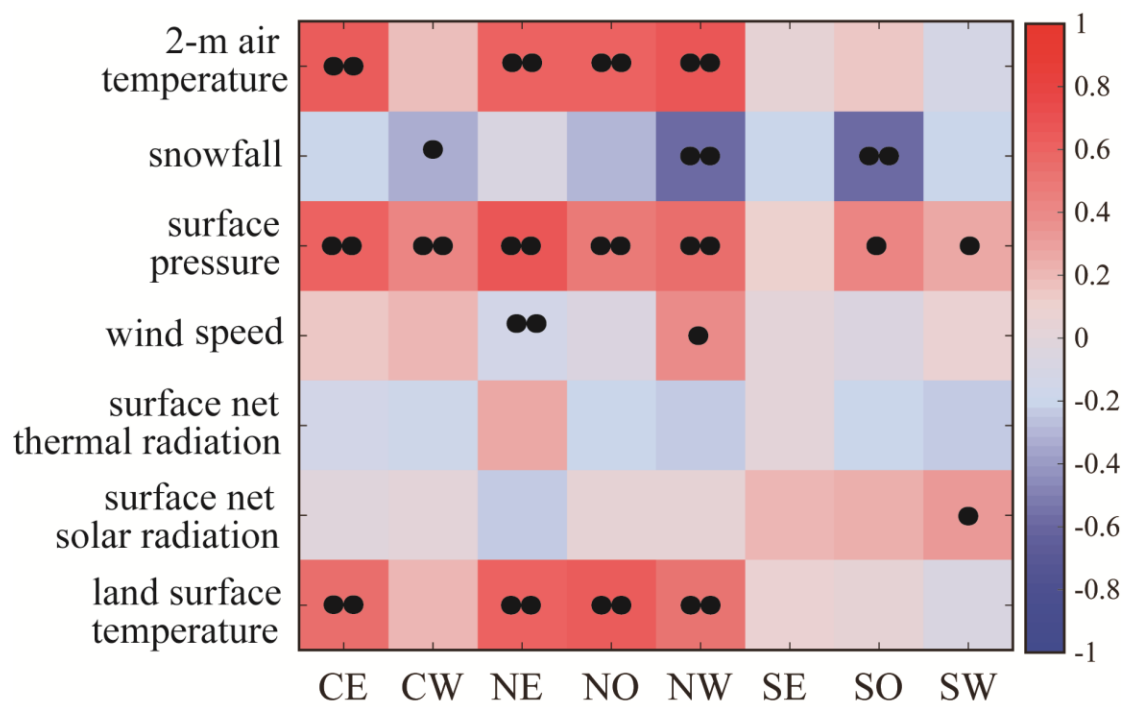 2-m air
temperature
snowfall
surface
pressure
wind speed
surface net
thermal radiation
surface net
solar radiation
land surface
temperature
CE CW NE NO NW SE SO SW
1
0.8
0.6
0.4
0.2
0
-0.2
-0.4
-0.6
-0.8
-1